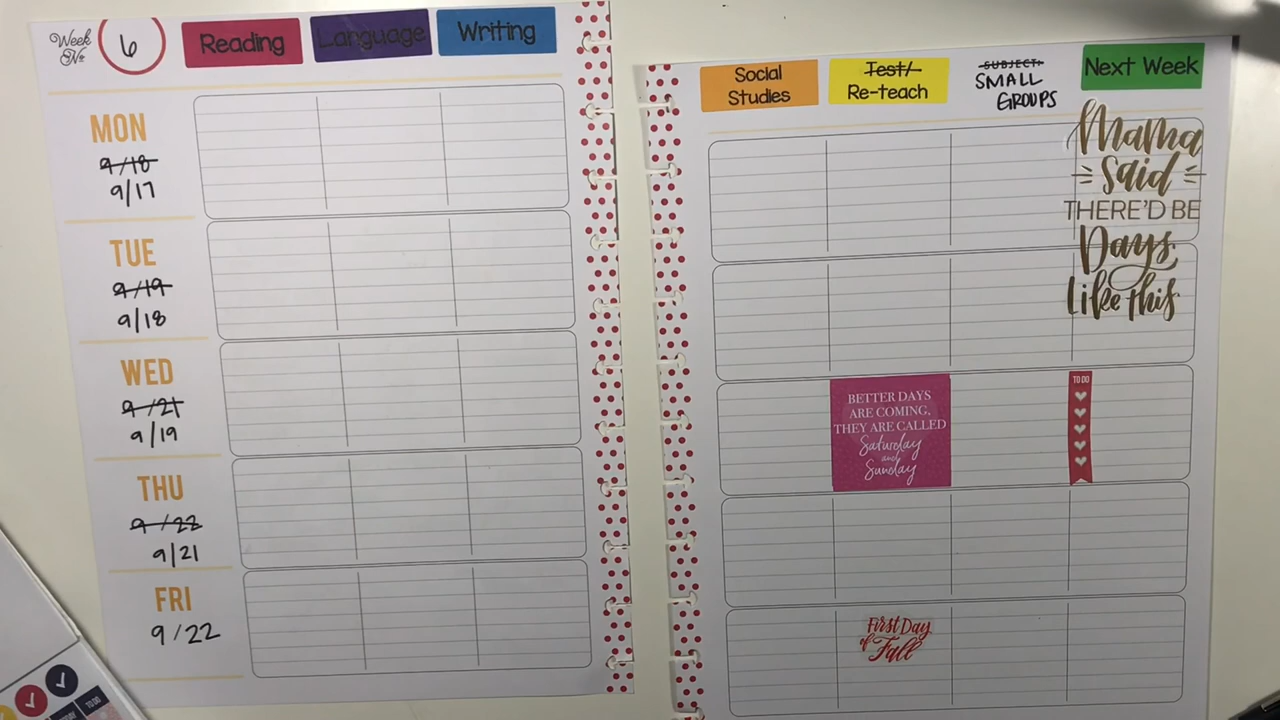 Week
Nº
6
Reading
Language
Writing
MON
9/18
9/17
TUE
9/19
9/18
WED
9/21
9/19
THU
9/22
9/21
FRI
9/22
TO DO
Social
Studies
Test/
Re-teach
SUBJECT:
SMALL
GROUPS
Next Week
Mama
Said
THERE'D BE
Days
Like this
BETTER DAYS
ARE COMING,
THEY ARE CALLED
Saturday
and
Sunday
TO DO
First Day
of Fall